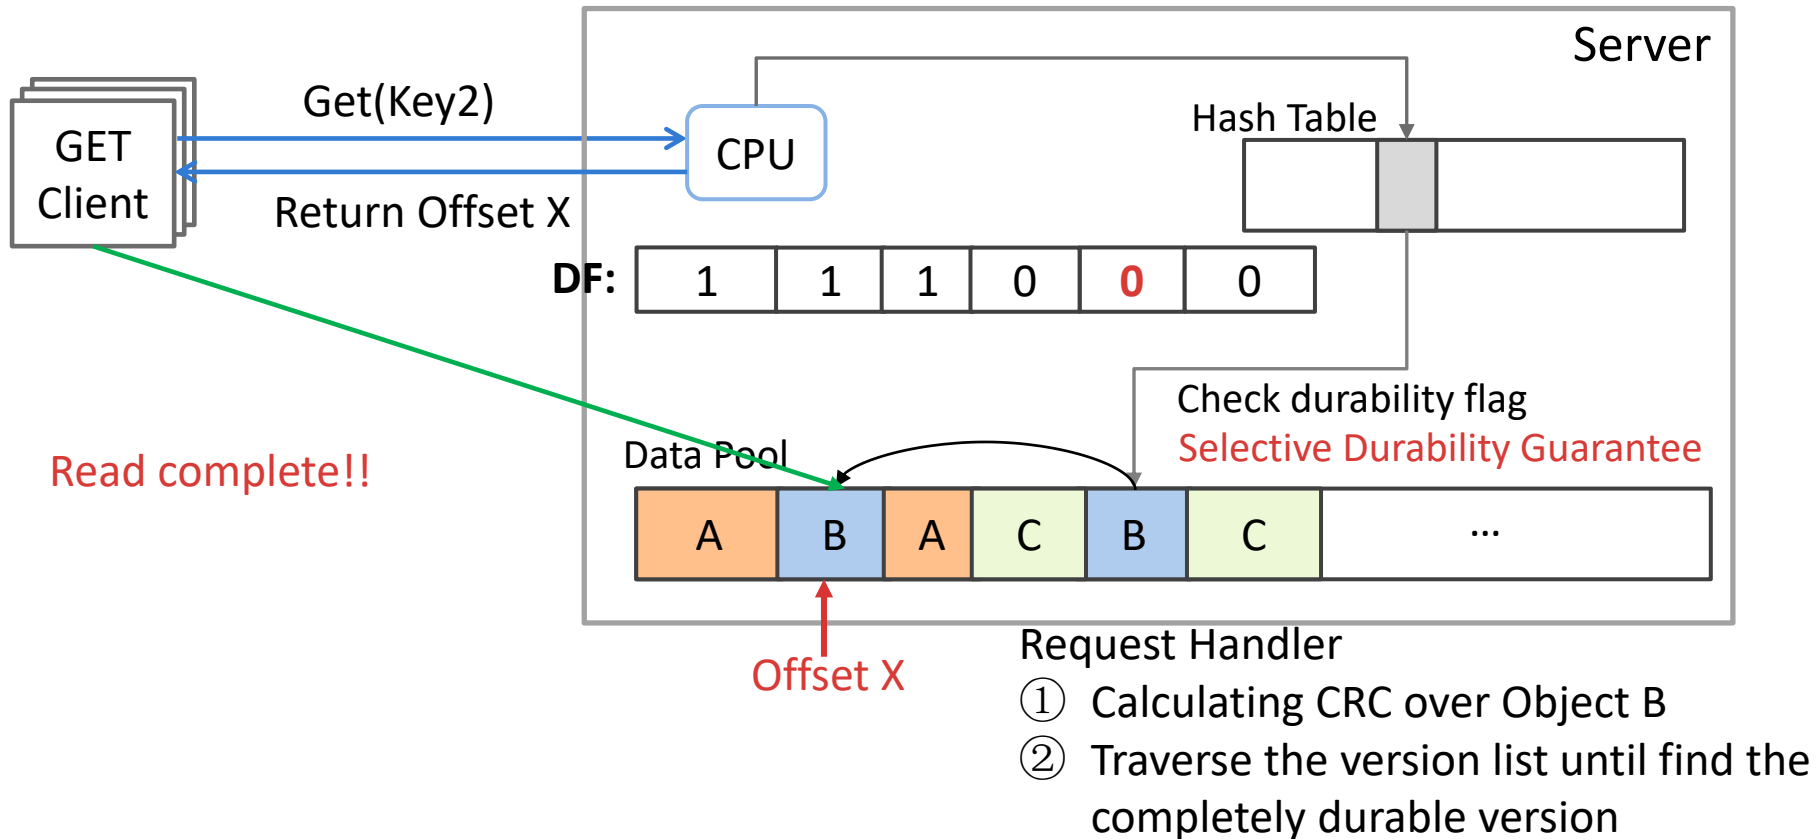 Server
Get(Key2)
GET
Client
CPU
Hash Table
Return Offset X
DF: 1 1 1 0 0 0
Check durability flag
Selective Durability Guarantee
Data Pool
Read complete!!
A B A C B C ...
Offset X
Request Handler
① Calculating CRC over Object B
② Traverse the version list until find the
completely durable version